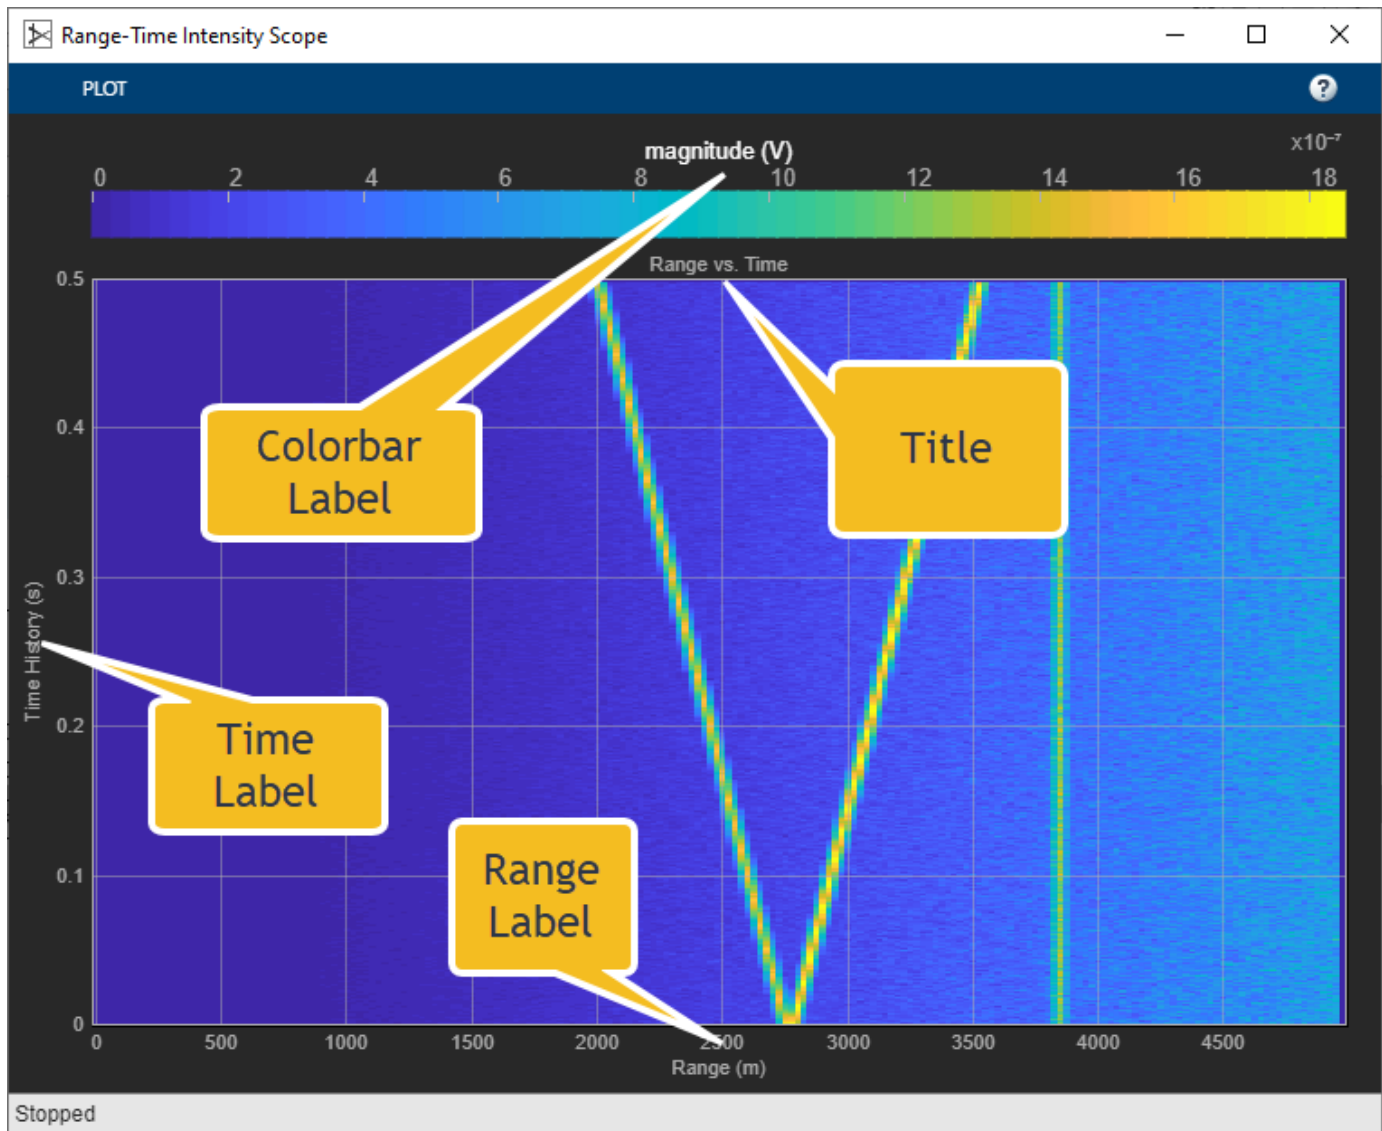 Range-Time Intensity Scope
PLOT
?
magnitude (V)
x10⁻⁷
0 2 4 6 8 10 12 14 16 18
Range vs. Time
0.5
0.4
0.3
0.2
0.1
0
Time History (s)
Colorbar
Label
Title
Time
Label
Range
Label
0 500 1000 1500 2000 2500 3000 3500 4000 4500
Range (m)
Stopped